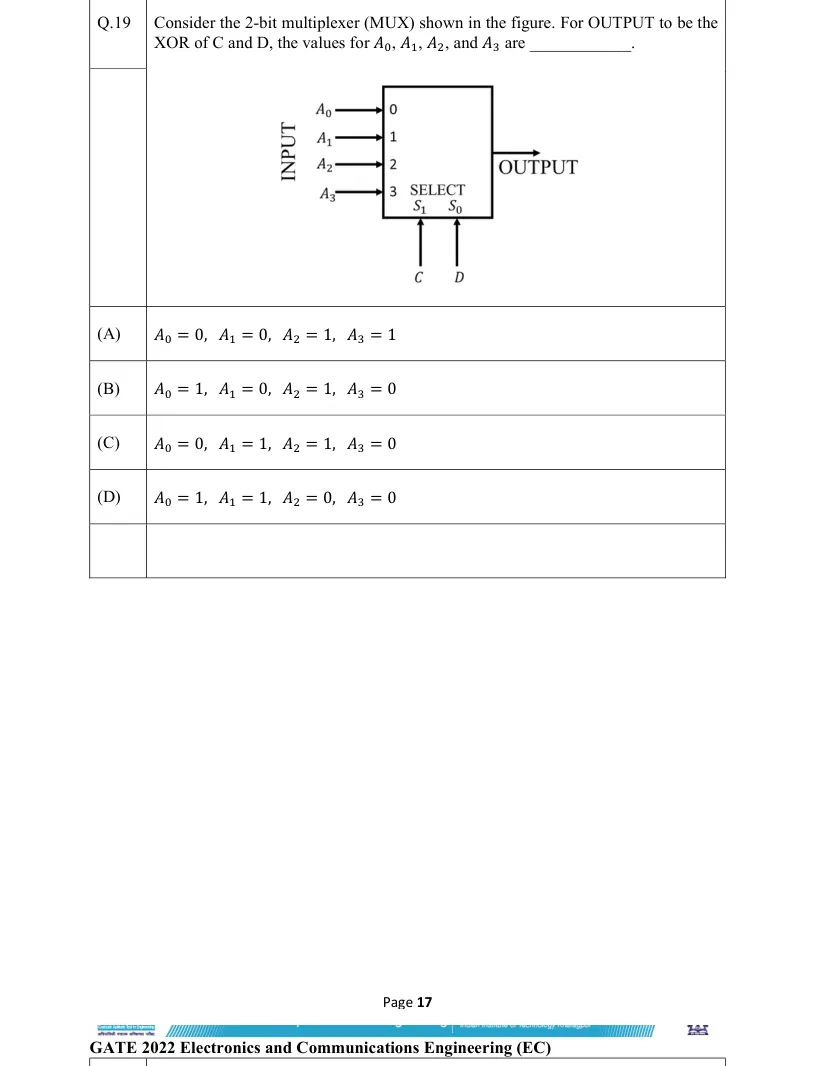 Q.19 Consider the 2-bit multiplexer (MUX) shown in the figure. For OUTPUT to be the
XOR of C and D, the values for A₀, A₁, A₂, and A₃ are ____________.
INPUT
A₀ 0
A₁ 1
A₂ 2
A₃ 3 SELECT
S₁ S₀
OUTPUT
C D
(A) A₀ = 0, A₁ = 0, A₂ = 1, A₃ = 1
(B) A₀ = 1, A₁ = 0, A₂ = 1, A₃ = 0
(C) A₀ = 0, A₁ = 1, A₂ = 1, A₃ = 0
(D) A₀ = 1, A₁ = 1, A₂ = 0, A₃ = 0
Page 17
GATE 2022 Electronics and Communications Engineering (EC)